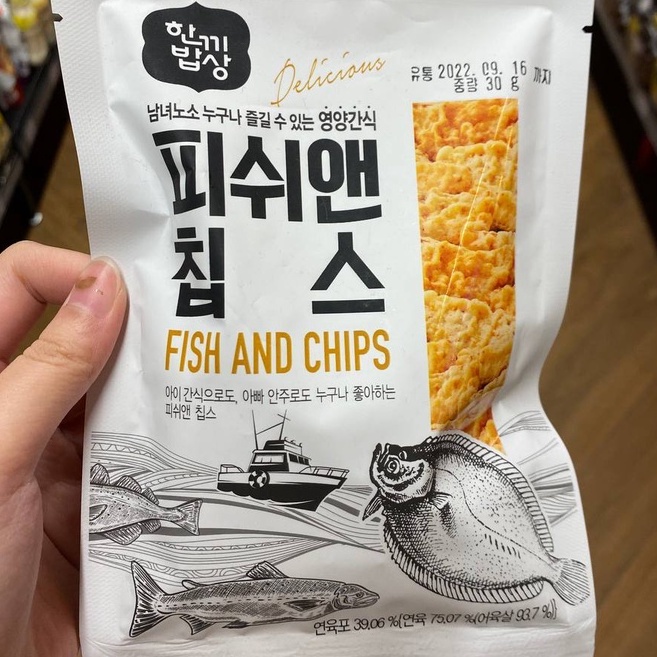 한끼
밥상
Delicious
유통 2022. 09. 16 까지
중량 30 g
남녀노소 누구나 즐길 수 있는 영양간식
피쉬앤
칩스
FISH AND CHIPS
아이 간식으로도, 아빠 안주로도 누구나 좋아하는
피쉬앤 칩스
연육포 39.06 %(연육 75.07 %(어육살 93.7 %))